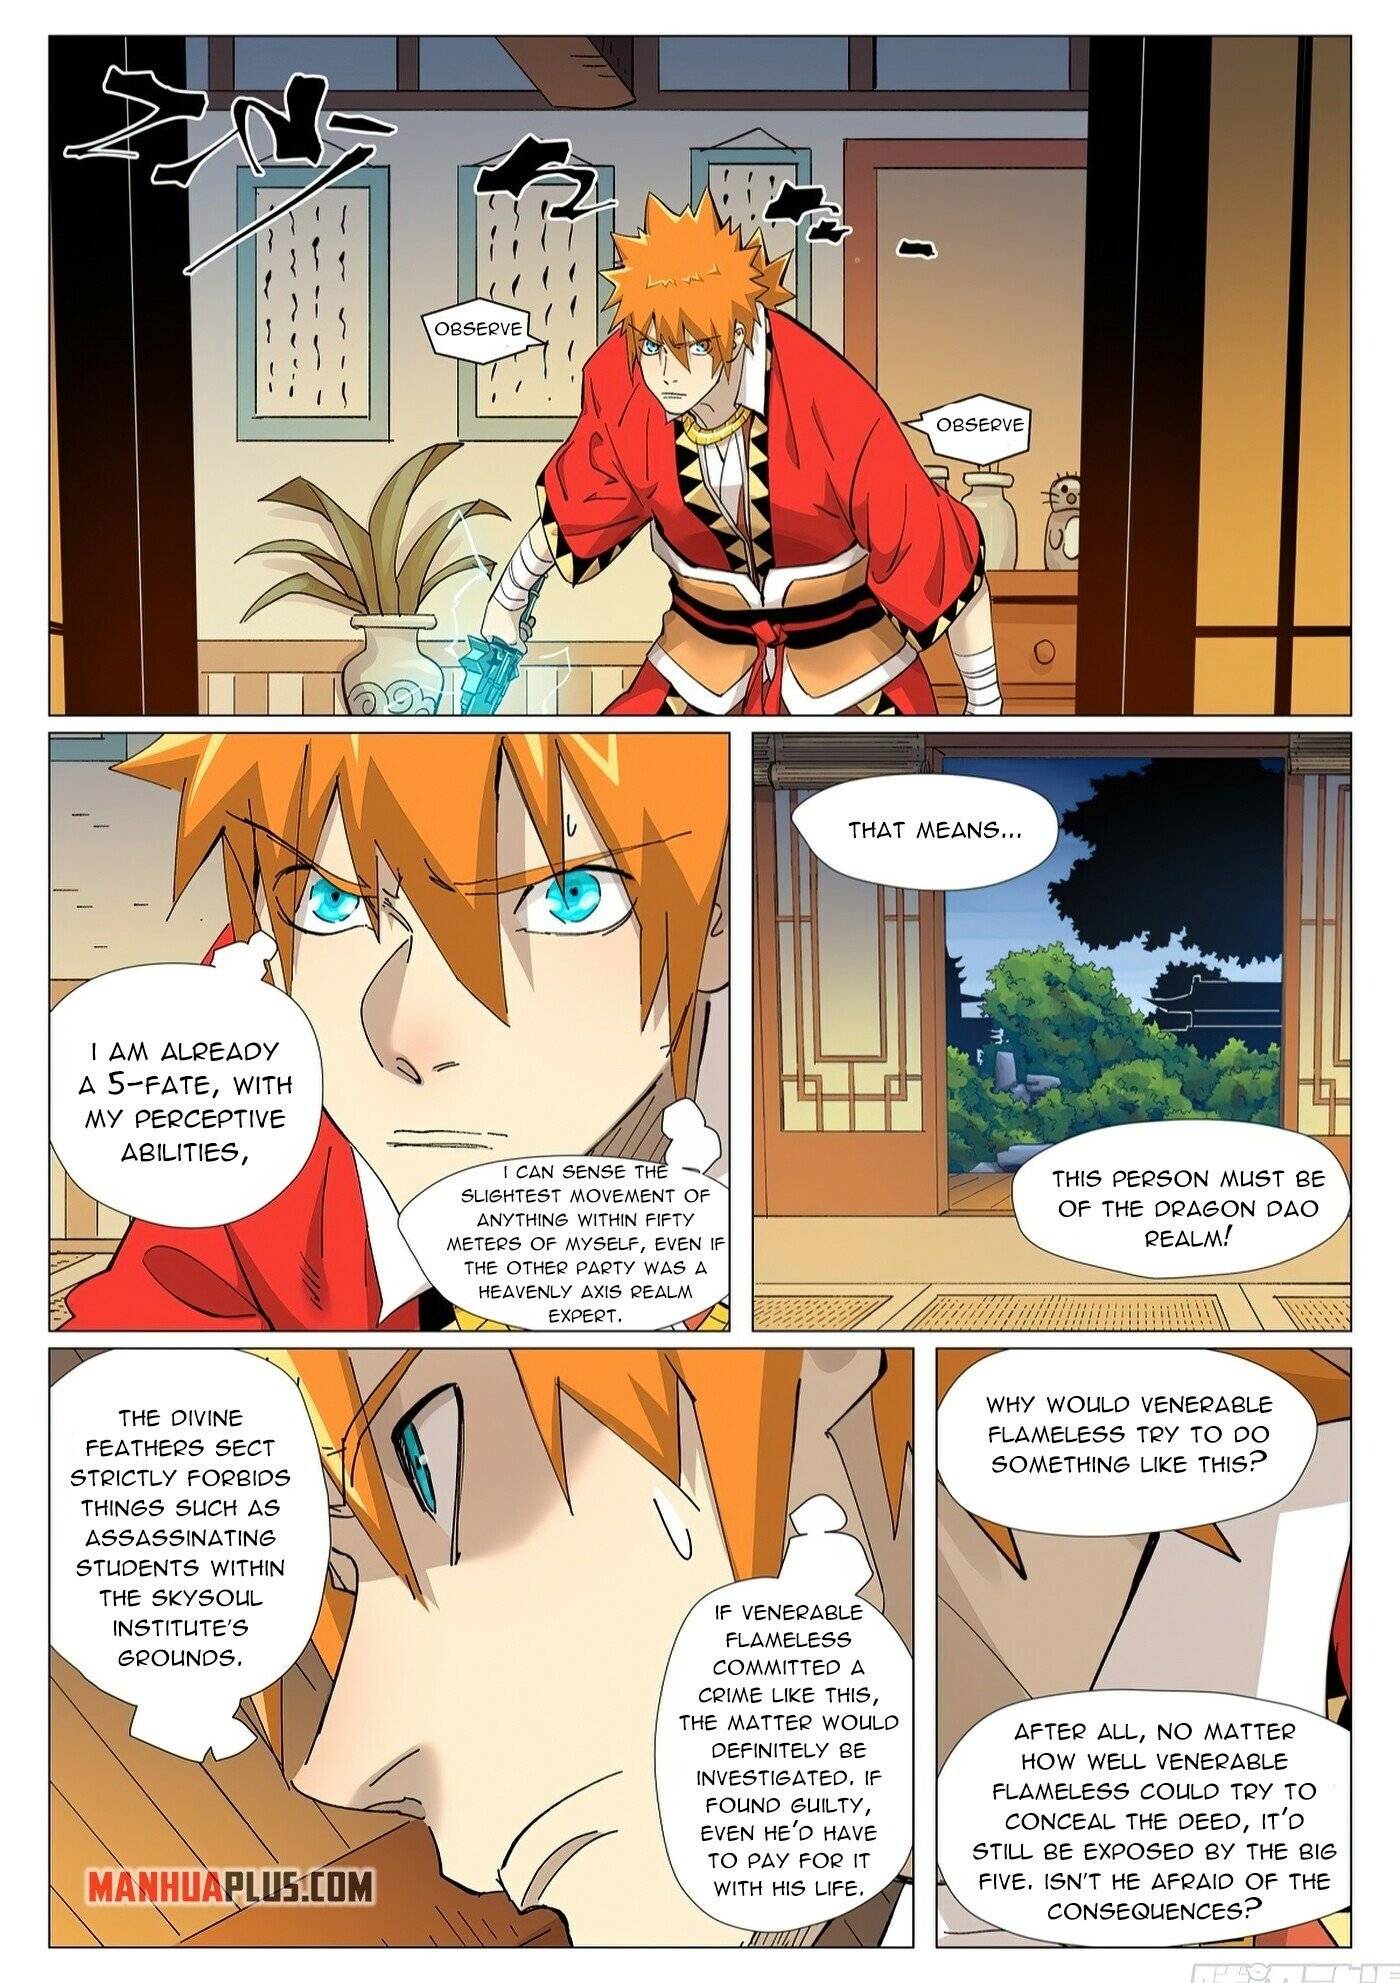 OBSERVE
OBSERVE
I AM ALREADY
A 5-FATE, WITH
MY PERCEPTIVE
ABILITIES,
I CAN SENSE THE
SLIGHTEST MOVEMENT OF
ANYTHING WITHIN FIFTY
METERS OF MYSELF, EVEN IF
THE OTHER PARTY WAS A
HEAVENLY AXIS REALM
EXPERT.
THAT MEANS...
THIS PERSON MUST BE
OF THE DRAGON DAO
REALM!
THE DIVINE
FEATHERS SECT
STRICTLY FORBIDS
THINGS SUCH AS
ASSASSINATING
STUDENTS WITHIN
THE SKYSOUL
INSTITUTE'S
GROUNDS.
IF VENERABLE
FLAMELESS
COMMITTED A
CRIME LIKE THIS,
THE MATTER WOULD
DEFINITELY BE
INVESTIGATED. IF
FOUND GUILTY,
EVEN HE'D HAVE
TO PAY FOR IT
WITH HIS LIFE.
WHY WOULD VENERABLE
FLAMELESS TRY TO DO
SOMETHING LIKE THIS?
AFTER ALL, NO MATTER
HOW WELL VENERABLE
FLAMELESS COULD TRY TO
CONCEAL THE DEED, IT'D
STILL BE EXPOSED BY THE BIG
FIVE. ISN'T HE AFRAID OF THE
CONSEQUENCES?
MANHUAPLUS.COM